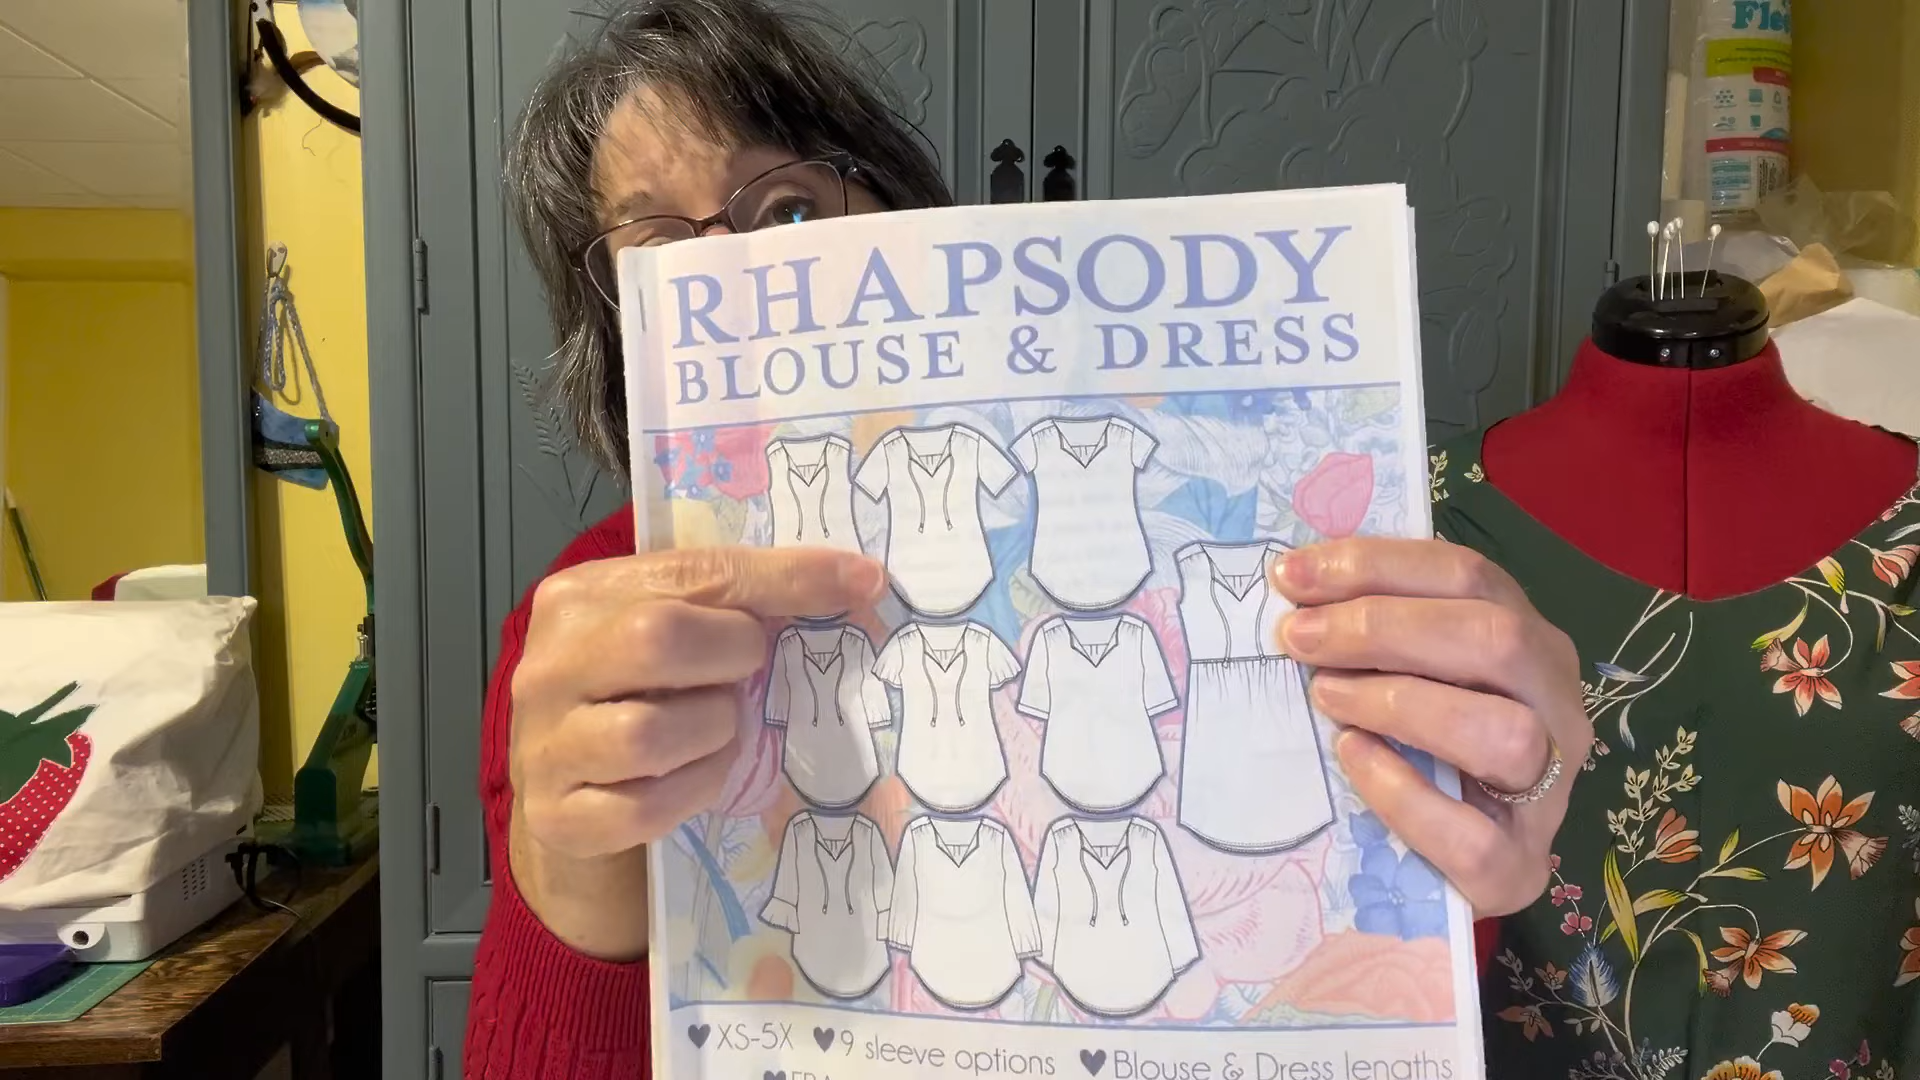 RHAPSODY
BLOUSE & DRESS
♥ XS-5X ♥ 9 sleeve options ♥ Blouse & Dress lengths